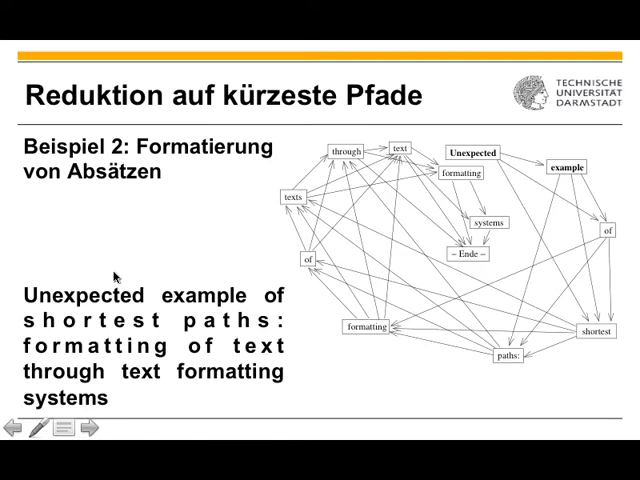 Reduktion auf kürzeste Pfade
TECHNISCHE
UNIVERSITÄT
DARMSTADT
Beispiel 2: Formatierung
von Absätzen
Unexpected example of
shortest paths:
formatting of text
through text formatting
systems
through
text
Unexpected
example
formatting
texts
systems
of
– Ende –
of
formatting
shortest
paths: